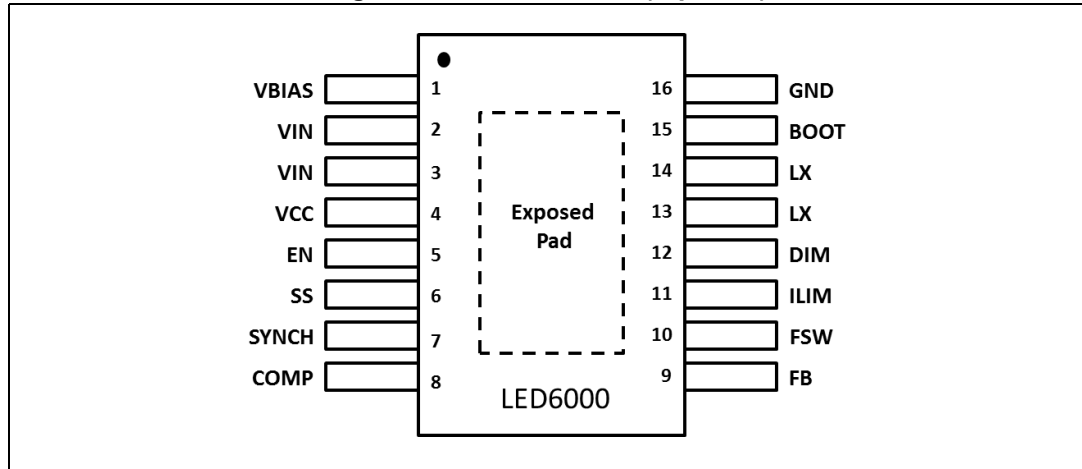 VBIAS 1 16 GND
VIN 2 15 BOOT
VIN 3 14 LX
VCC 4 Exposed 13 LX
Pad
EN 5 12 DIM
SS 6 11 ILIM
SYNCH 7 10 FSW
COMP 8 9 FB
LED6000